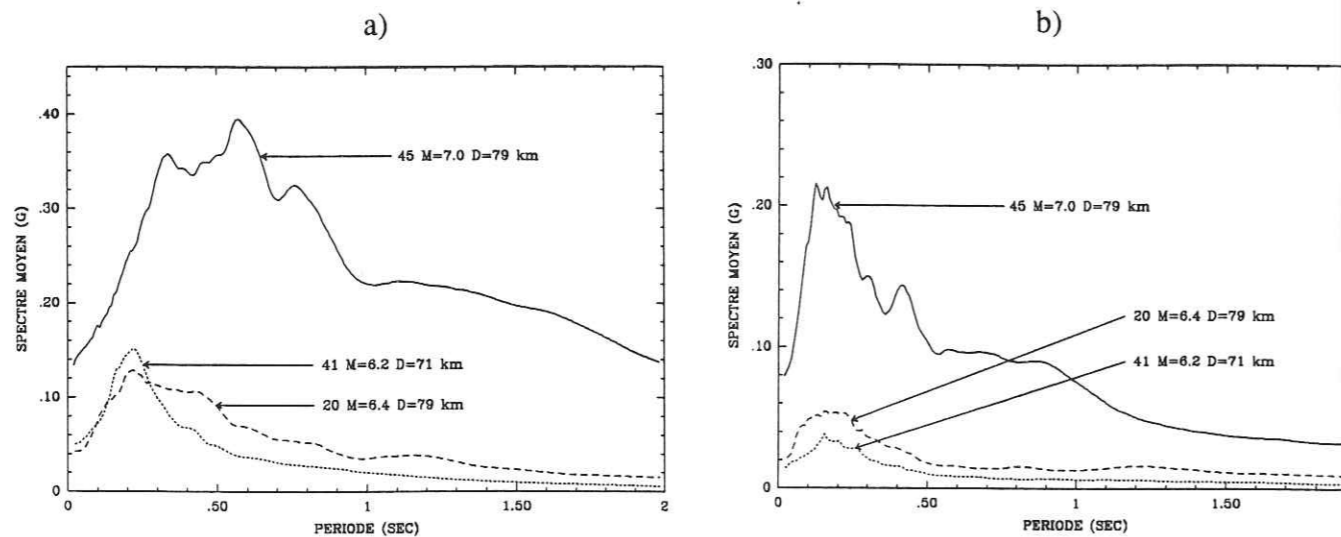 a)
SPECTRE MOYEN (G)
.40
.30
.20
.10
0
45 M=7.0 D=79 km
41 M=6.2 D=71 km
20 M=6.4 D=79 km
0
.50
1
1.50
2
PERIODE (SEC)
b)
SPECTRE MOYEN (G)
.30
.20
.10
0
45 M=7.0 D=79 km
20 M=6.4 D=79 km
41 M=6.2 D=71 km
0
.50
1
1.50
PERIODE (SEC)